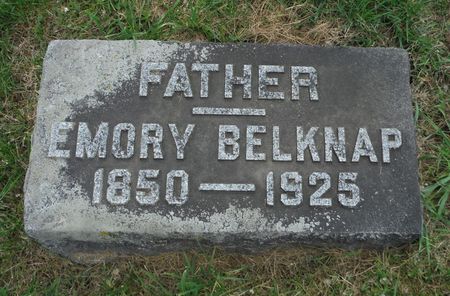 FATHER
EMORY BELKNAP
1850 — 1925